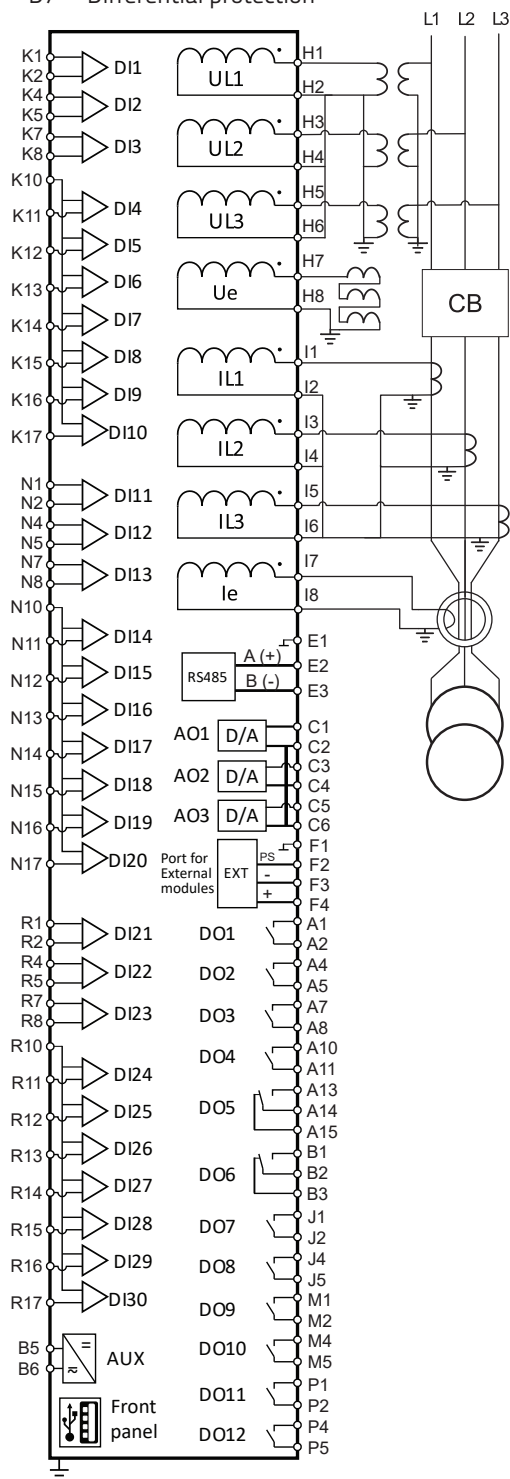 D7 Differential protection
L1 L2 L3
K1
K2
DI1
UL1
H1
H2
K4
K5
DI2
K7
K8
DI3
UL2
H3
H4
K10
K11
DI4
UL3
H5
H6
K12
DI5
K13
DI6
Ue
H7
H8
CB
K14
DI7
K15
DI8
IL1
I1
I2
K16
DI9
K17
DI10
IL2
I3
I4
N1
N2
DI11
IL3
I5
I6
N4
N5
DI12
N7
N8
DI13
Ie
I7
I8
N10
N11
DI14
E1
RS485
A (+)
E2
B (-)
E3
N12
DI15
N13
DI16
AO1
D/A
C1
C2
N14
DI17
AO2
D/A
C3
C4
N15
DI18
AO3
D/A
C5
C6
N16
DI19
N17
DI20
Port for
External
modules
EXT
PS
-
+
F1
F2
F3
F4
R1
R2
DI21
DO1
A1
A2
R4
R5
DI22
DO2
A4
A5
R7
R8
DI23
DO3
A7
A8
R10
R11
DI24
DO4
A10
A11
R12
DI25
DO5
A13
A14
A15
R13
DI26
R14
DI27
DO6
B1
B2
B3
R15
DI28
DO7
J1
J2
R16
DI29
DO8
J4
J5
R17
DI30
DO9
M1
M2
B5
B6
AUX
DO10
M4
M5
Front
panel
DO11
P1
P2
DO12
P4
P5